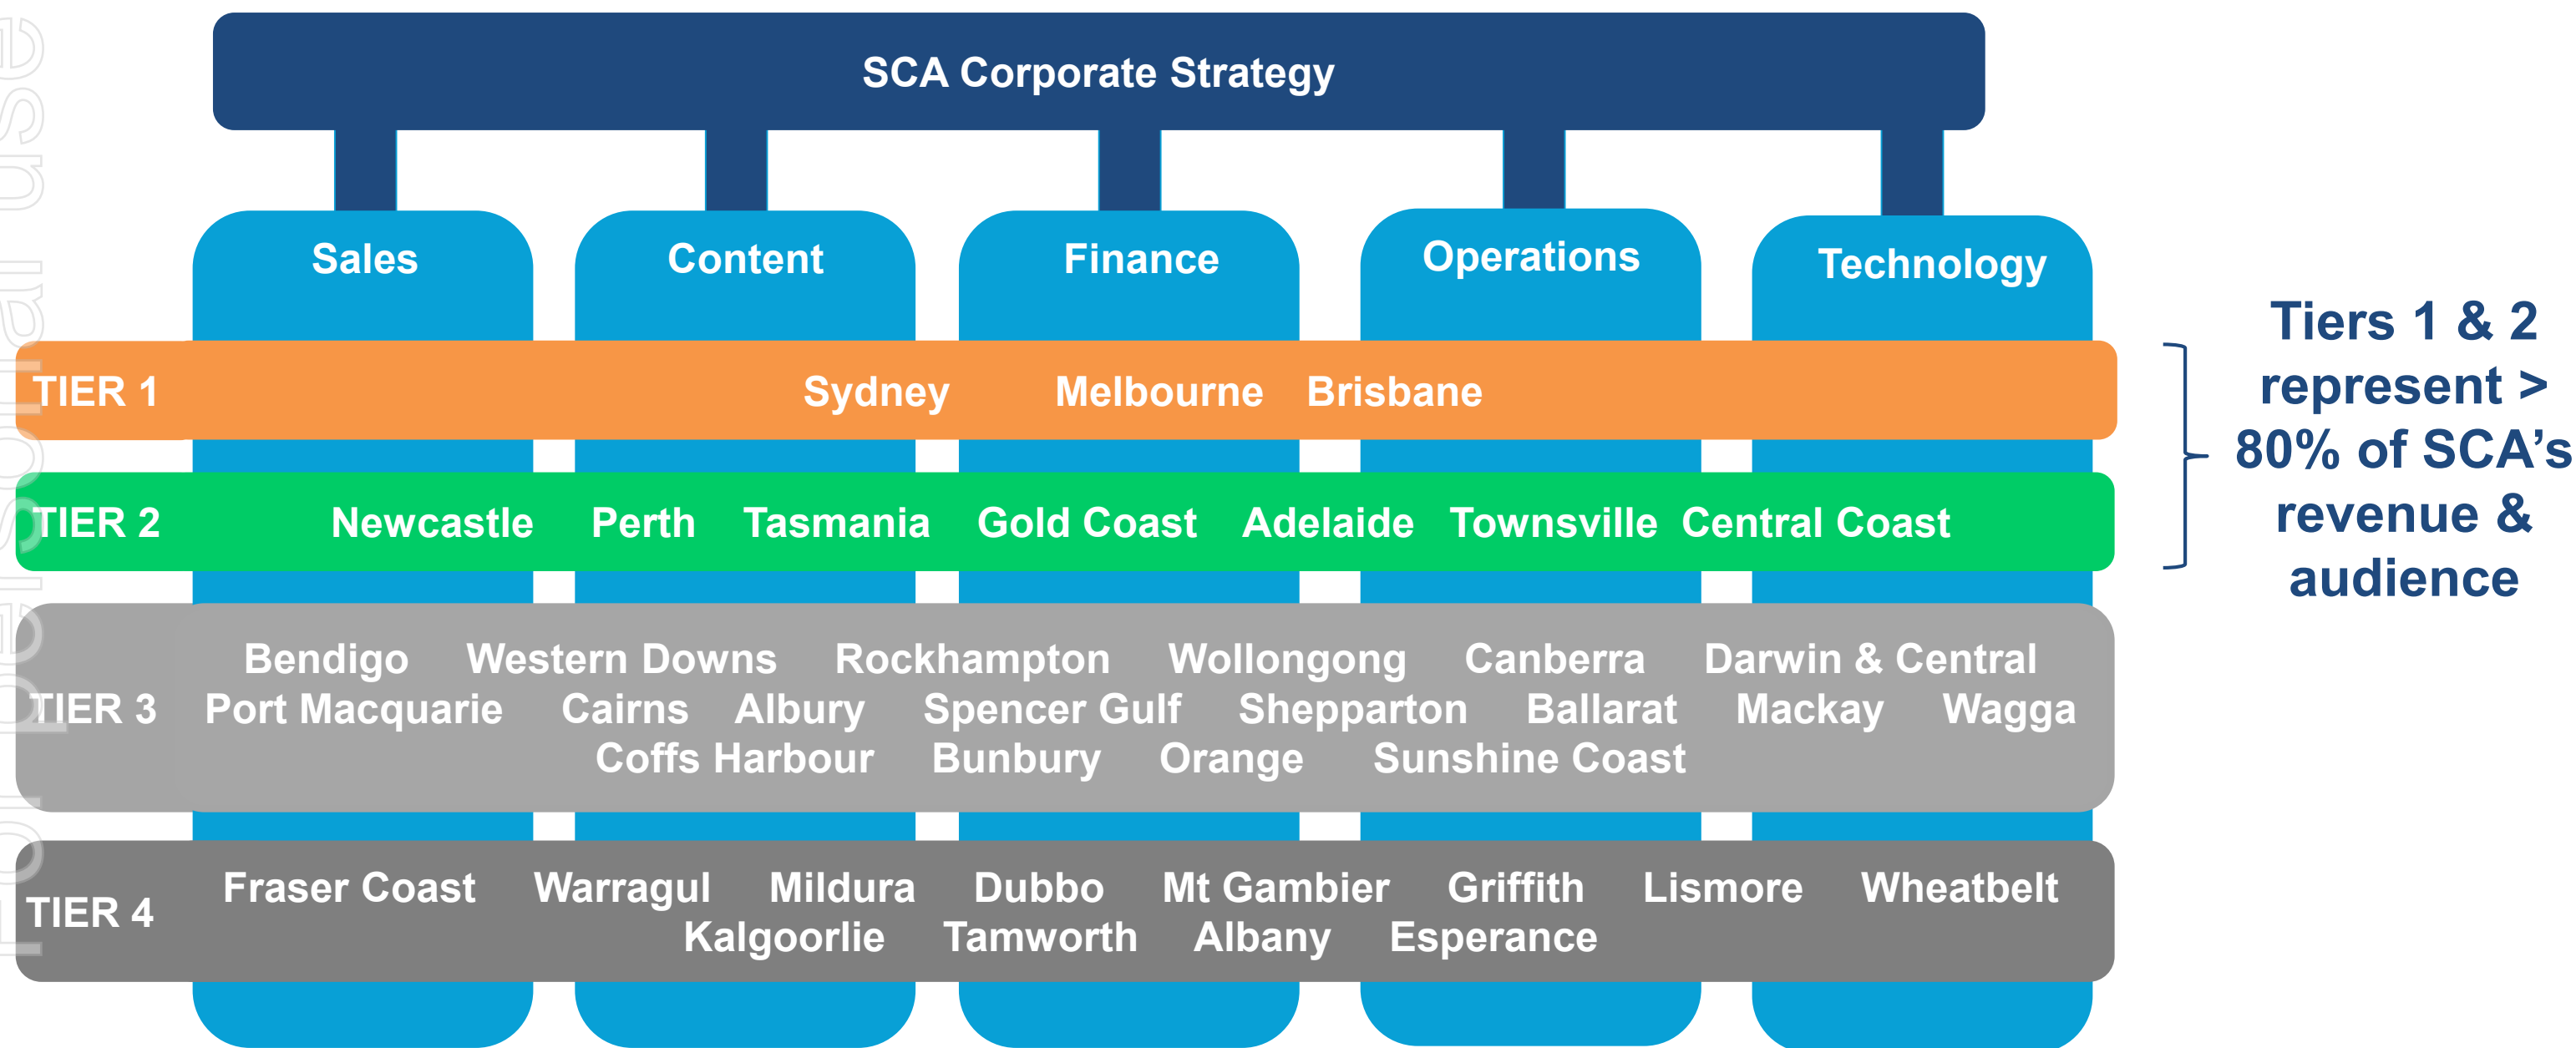 SCA Corporate Strategy
Sales Content Finance Operations Technology
TIER 1 Sydney Melbourne Brisbane
TIER 2 Newcastle Perth Tasmania Gold Coast Adelaide Townsville Central Coast
Tiers 1 & 2
represent >
80% of SCA’s
revenue &
audience
TIER 3
Bendigo Western Downs Rockhampton Wollongong Canberra Darwin & Central
Port Macquarie Cairns Albury Spencer Gulf Shepparton Ballarat Mackay Wagga
Coffs Harbour Bunbury Orange Sunshine Coast
TIER 4
Fraser Coast Warragul Mildura Dubbo Mt Gambier Griffith Lismore Wheatbelt
Kalgoorlie Tamworth Albany Esperance
For personal use